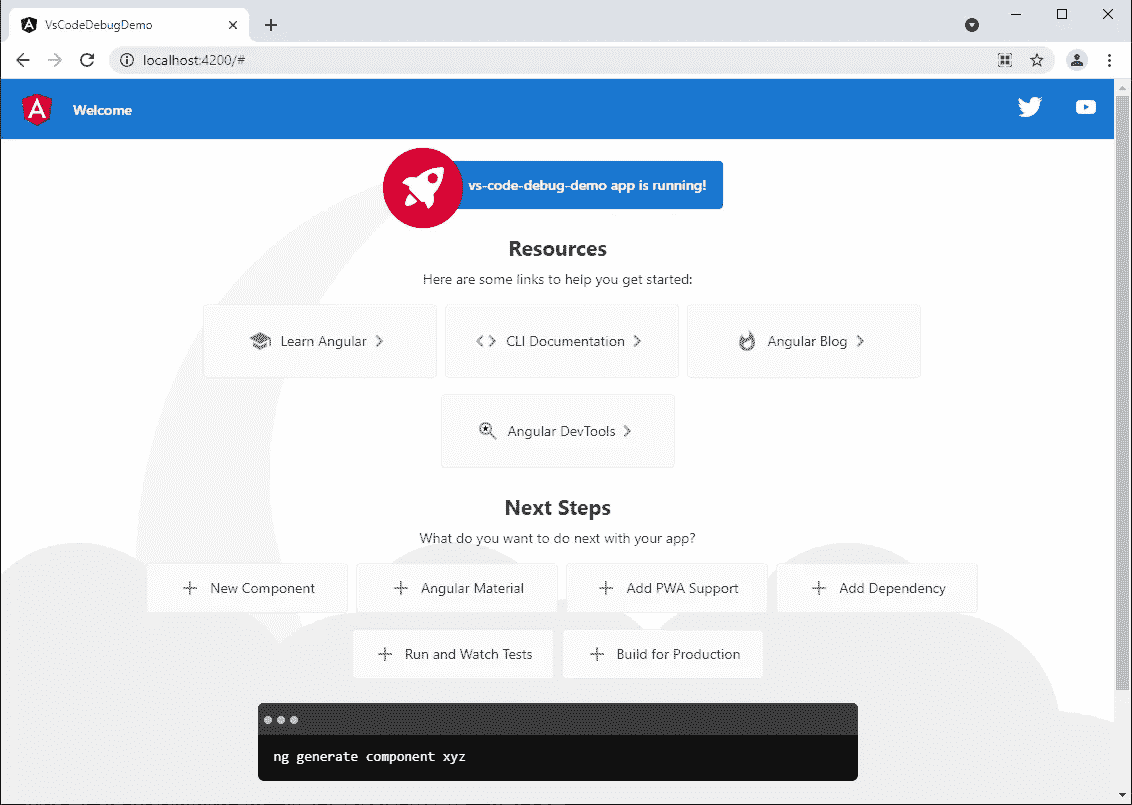 VsCodeDebugDemo
localhost:4200/#
Welcome
vs-code-debug-demo app is running!
Resources
Here are some links to help you get started:
Learn Angular
CLI Documentation
Angular Blog
Angular DevTools
Next Steps
What do you want to do next with your app?
New Component
Angular Material
Add PWA Support
Add Dependency
Run and Watch Tests
Build for Production
ng generate component xyz